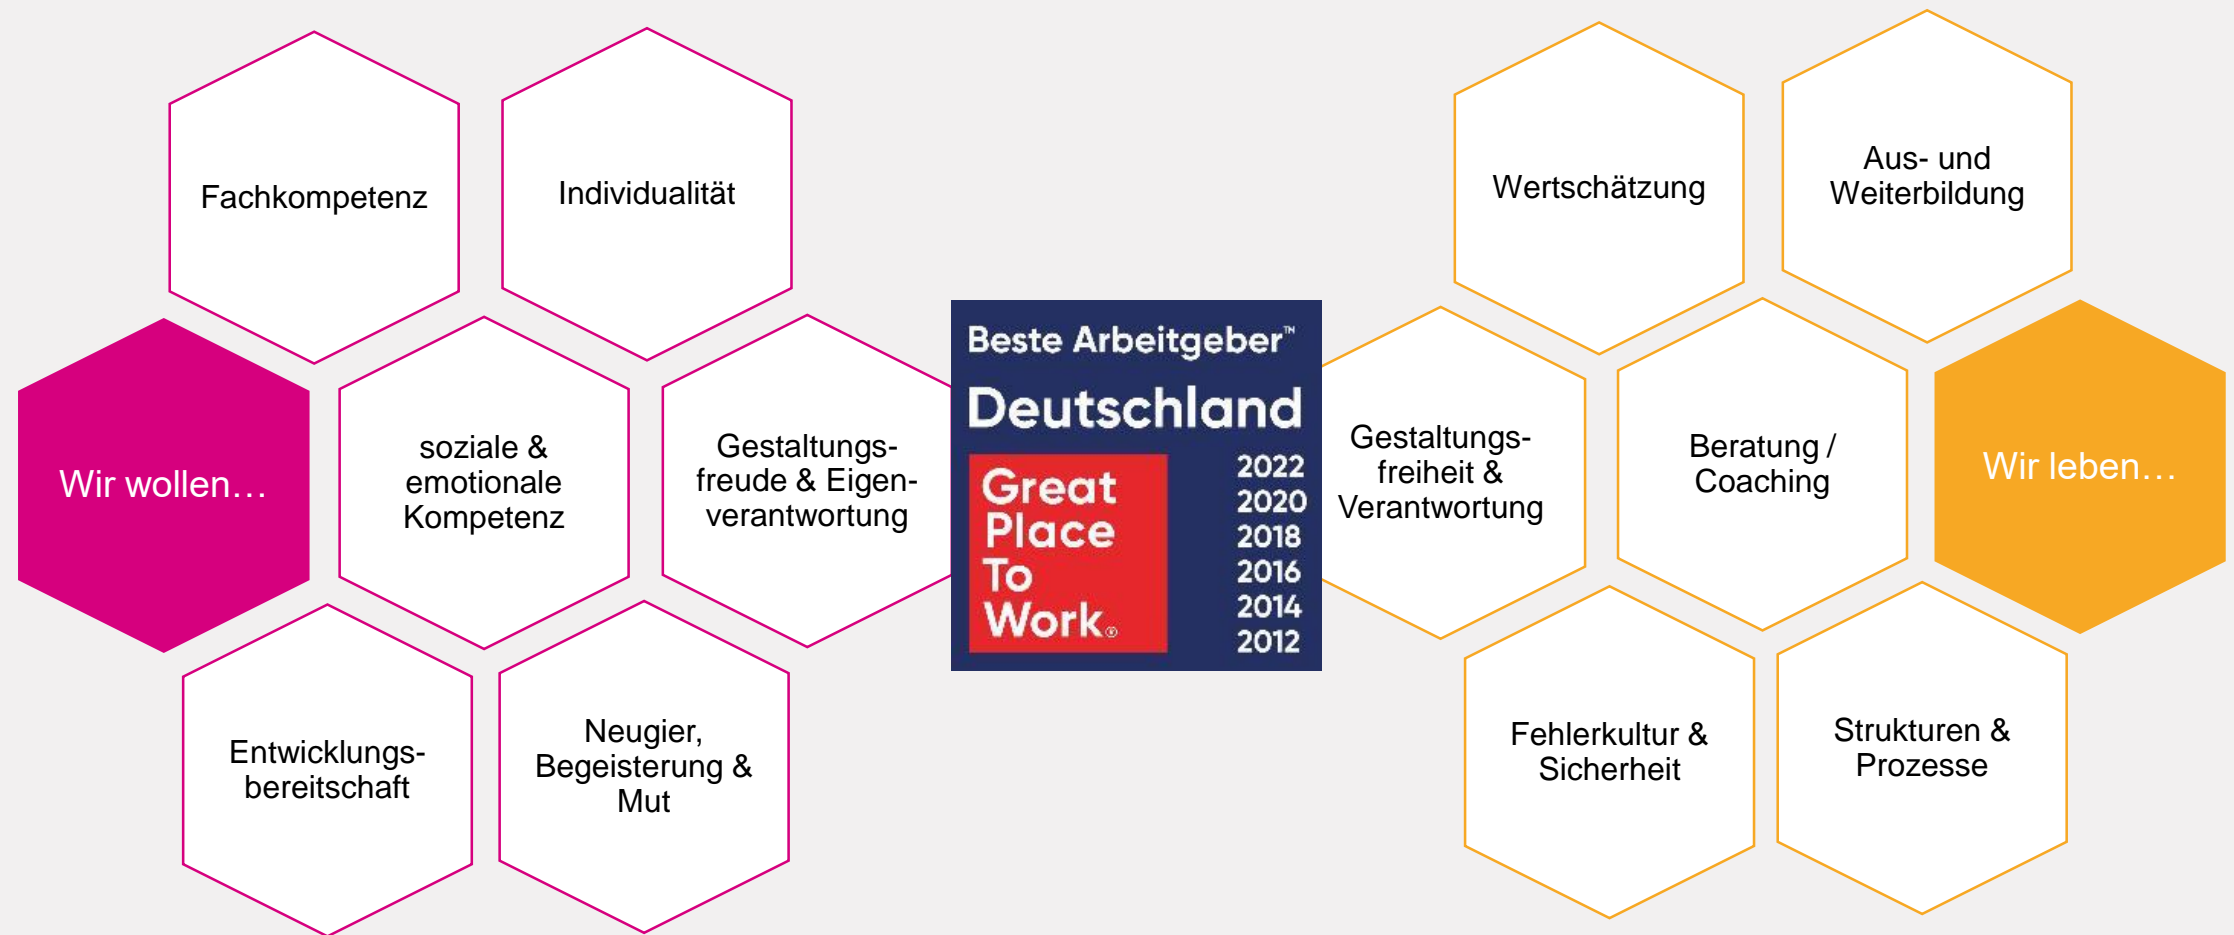 Fachkompetenz
Individualität
Wir wollen…
soziale &
emotionale
Kompetenz
Gestaltungs-
freude & Eigen-
verantwortung
Entwicklungs-
bereitschaft
Neugier,
Begeisterung &
Mut
Beste Arbeitgeber™
Deutschland
Great
Place
To
Work®
2022
2020
2018
2016
2014
2012
Wertschätzung
Aus- und
Weiterbildung
Gestaltungs-
freiheit &
Verantwortung
Beratung /
Coaching
Wir leben…
Fehlerkultur &
Sicherheit
Strukturen &
Prozesse